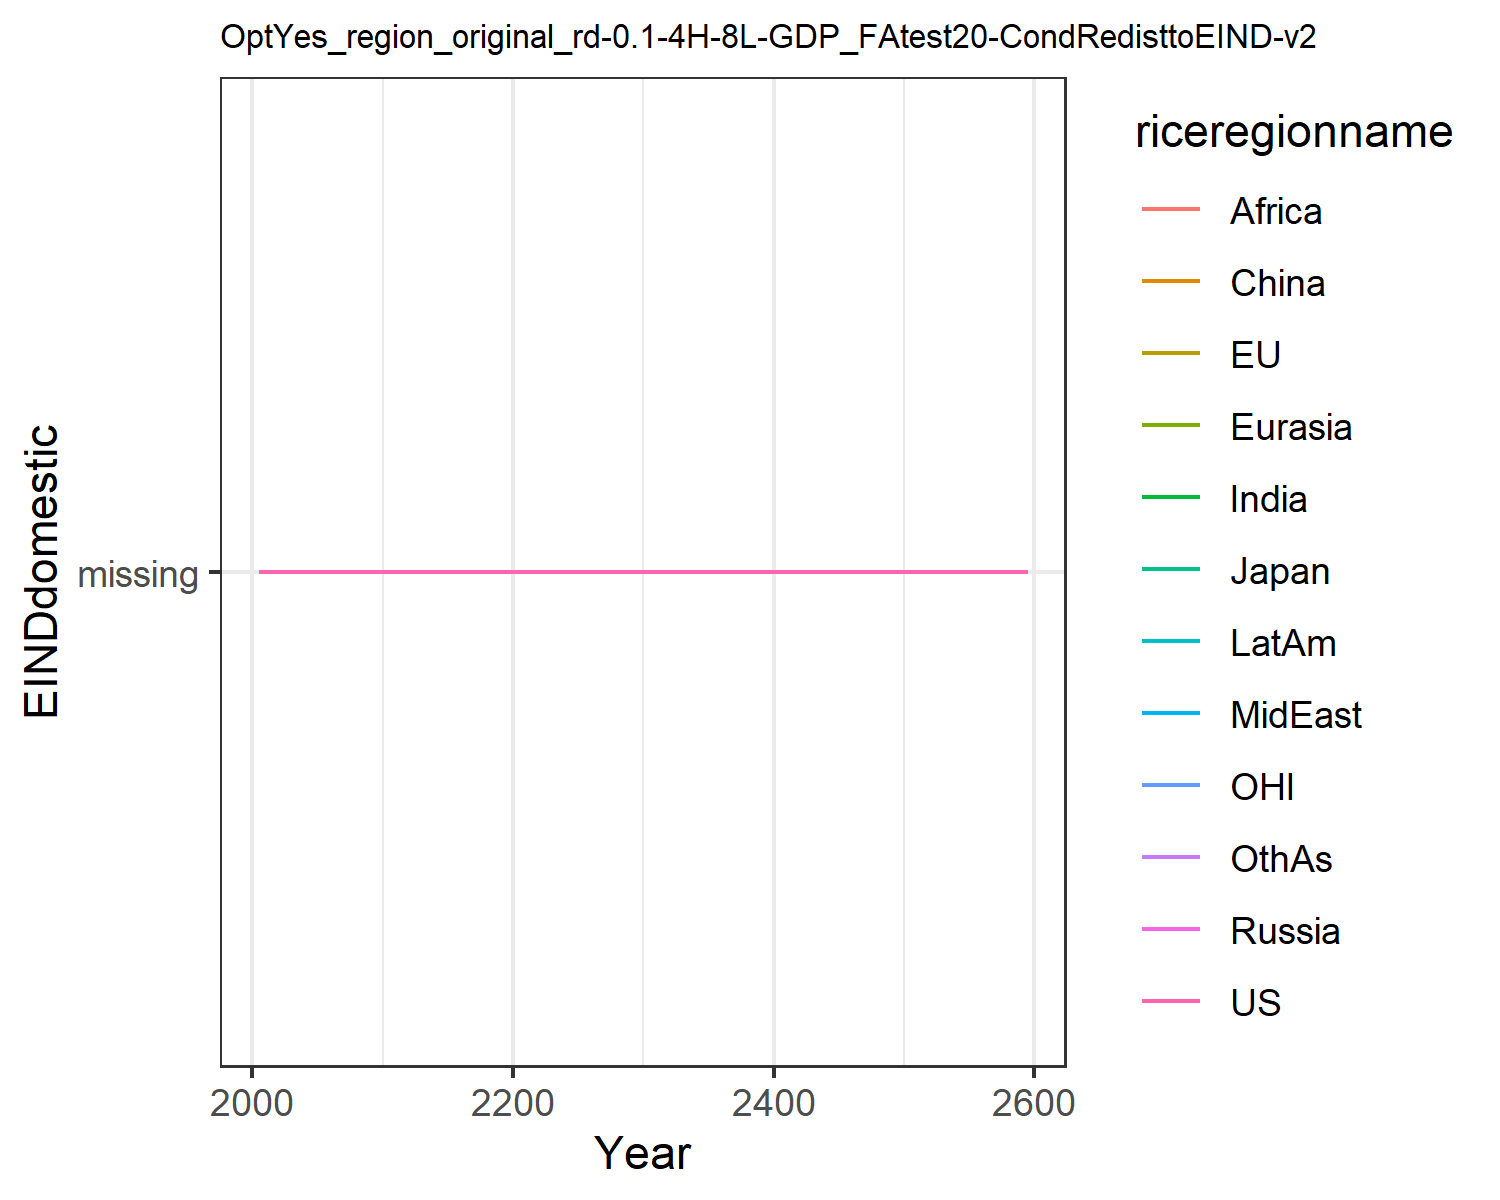 OptYes_region_original_rd-0.1-4H-8L-GDP_FAtest20-CondRedisttoEIND-v2
EINDdomestic
missing
2000 2200 2400 2600
Year
riceregionname
Africa
China
EU
Eurasia
India
Japan
LatAm
MidEast
OHI
OthAs
Russia
US